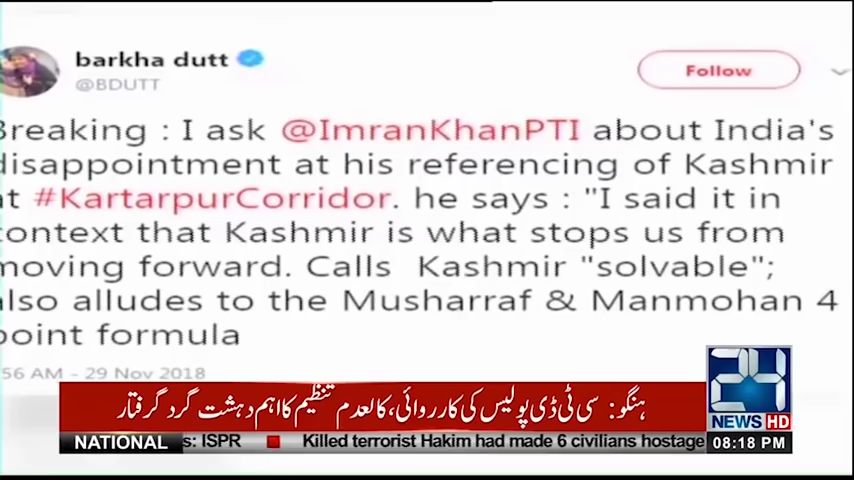 barkha dutt
@BDUTT
Follow
Breaking : I ask @ImranKhanPTI about India's
disappointment at his referencing of Kashmir
at #KartarpurCorridor. he says : "I said it in
context that Kashmir is what stops us from
moving forward. Calls Kashmir "solvable";
also alludes to the Musharraf & Manmohan 4
point formula
56 AM - 29 Nov 2018
ہنگو: سی ٹی ڈی پولیس کی کارروائی، کالعدم تنظیم کا اہم دہشت گرد گرفتار
24
NEWS HD
NATIONAL s: ISPR Killed terrorist Hakim had made 6 civilians hostage 08:18 PM